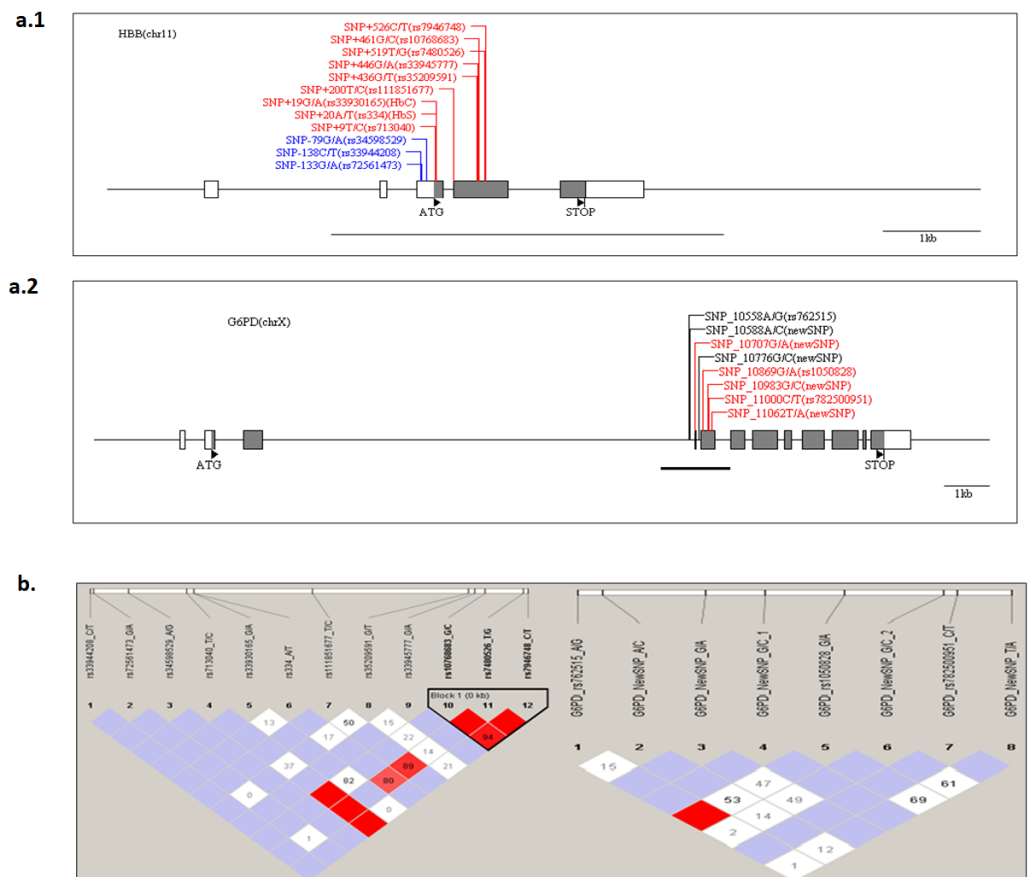 a.1
HBB(chr11)
SNP+526C/T(rs7946748)
SNP+461G/C(rs10768683)
SNP+519T/G(rs7480526)
SNP+446G/A(rs33945777)
SNP+436G/T(rs35209591)
SNP+200T/C(rs111851677)
SNP+19G/A(rs33930165)(HbC)
SNP+20A/T(rs334)(HbS)
SNP+9T/C(rs713040)
SNP-79G/A(rs34598529)
SNP-138C/T(rs33944208)
SNP-133G/A(rs72561473)
ATG
STOP
1kb
a.2
G6PD(chrX)
SNP_10558A/G(rs762515)
SNP_10588A/C(newSNP)
SNP_10707G/A(newSNP)
SNP_10776G/C(newSNP)
SNP_10869G/A(rs1050828)
SNP_10983G/C(newSNP)
SNP_11000C/T(rs782500951)
SNP_11062T/A(newSNP)
ATG
STOP
1kb
b.
rs33944208_C/T
rs72561473_G/A
rs34598529_A/G
rs713040_T/C
rs33930165_G/A
rs334_A/T
rs111851677_T/C
rs35209591_G/T
rs33945777_G/A
rs10768683_G/C
rs7480526_T/G
rs7946748_C/T
Block 1 (0 kb)
1 2 3 4 5 6 7 8 9 10 11 12
13 50 15
17 22 94
14
37 89 21
82 80
0 0
1
G6PD_rs762515_A/G
G6PD_NewSNP_A/C
G6PD_NewSNP_G/A
G6PD_NewSNP_G/C_1
G6PD_rs1050828_G/A
G6PD_NewSNP_G/C_2
G6PD_rs782500951_C/T
G6PD_NewSNP_T/A
1 2 3 4 5 6 7 8
15
47 61
53 49 69
14
2
12
1